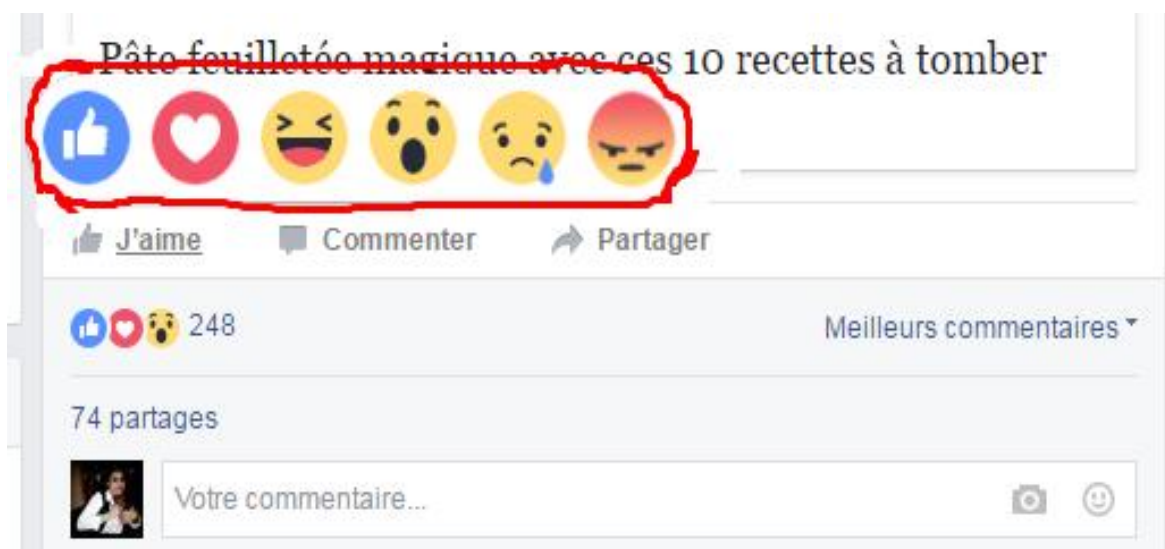 Pâte feuilletée magique avec ces 10 recettes à tomber
J'aime Commenter Partager
248 Meilleurs commentaires
74 partages
Votre commentaire...